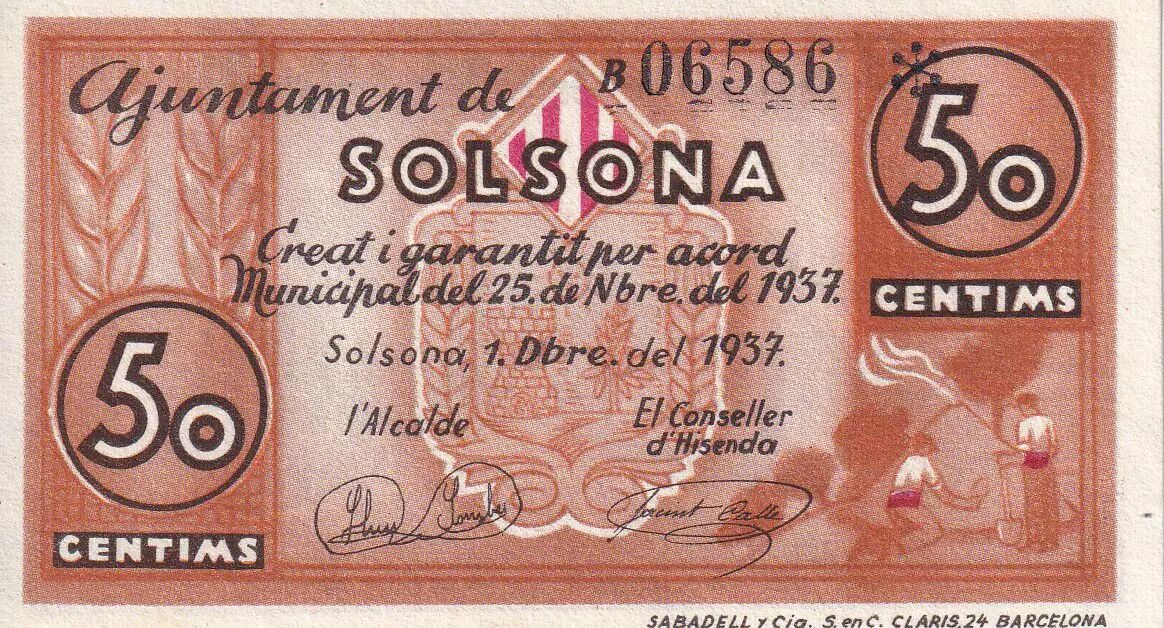 Ajuntament de
B 06586
SOLSONA
50
CENTIMS
Creat i garantit per acord
Municipal del 25. de Nbre. del 1937.
Solsona, 1. Dbre. del 1937.
l'Alcalde
El Conseller
d'Hisenda
50
CENTIMS
SABADELL y Cia. S. en C. CLARIS, 24 BARCELONA